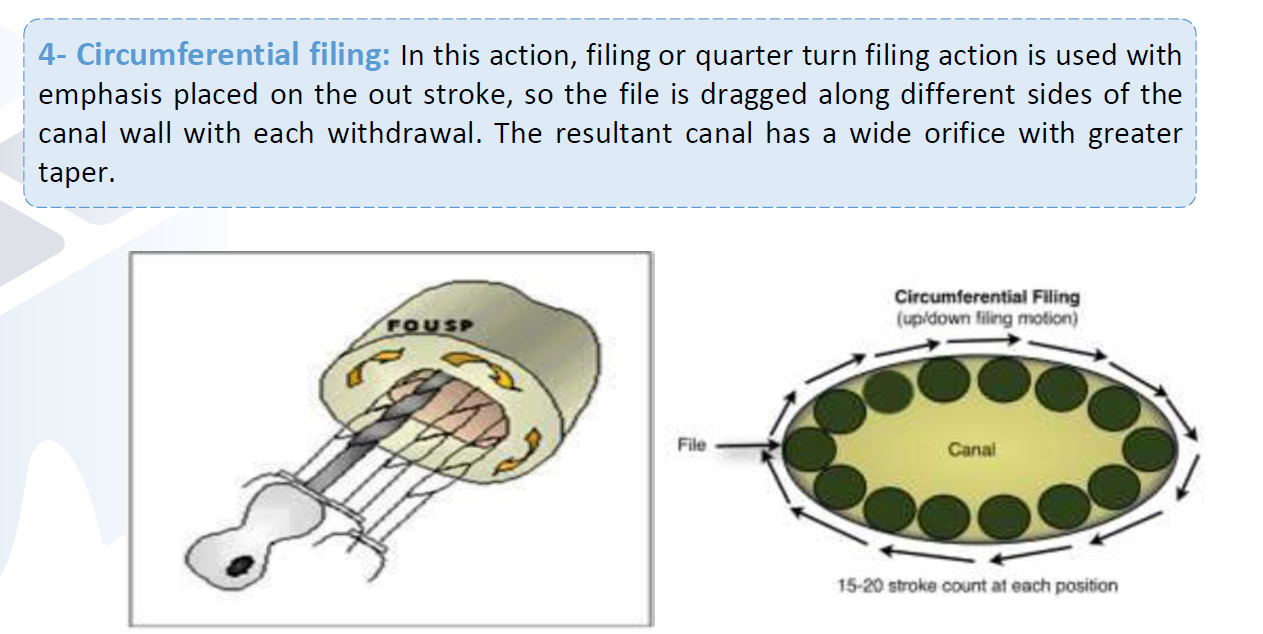 4- Circumferential filing: In this action, filing or quarter turn filing action is used with
emphasis placed on the out stroke, so the file is dragged along different sides of the
canal wall with each withdrawal. The resultant canal has a wide orifice with greater
taper.
FOUSP
Circumferential Filing
(up/down filing motion)
File
Canal
15-20 stroke count at each position